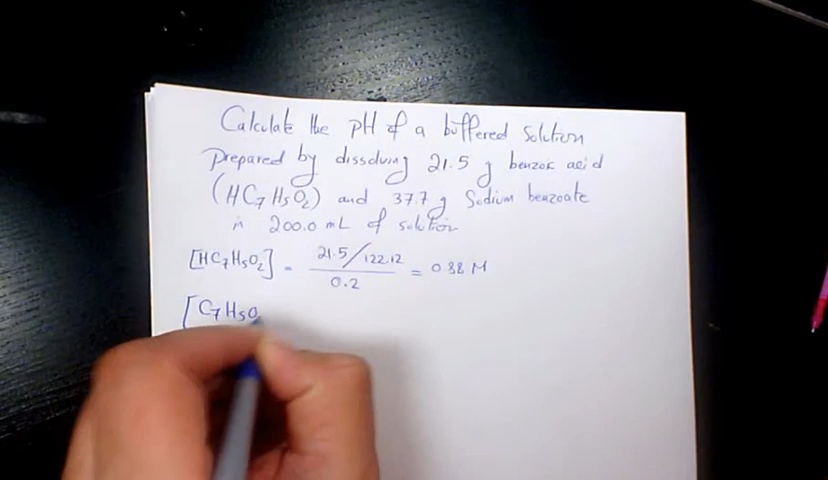 Calculate the pH of a buffered Solution
Prepared by dissolving 21.5 g benzoic acid
(HC7H5O2) and 37.7 g Sodium benzoate
in 200.0 mL of solution
[HC7H5O2] = 21.5/122.12 / 0.2 = 0.88 M
[C7H5O